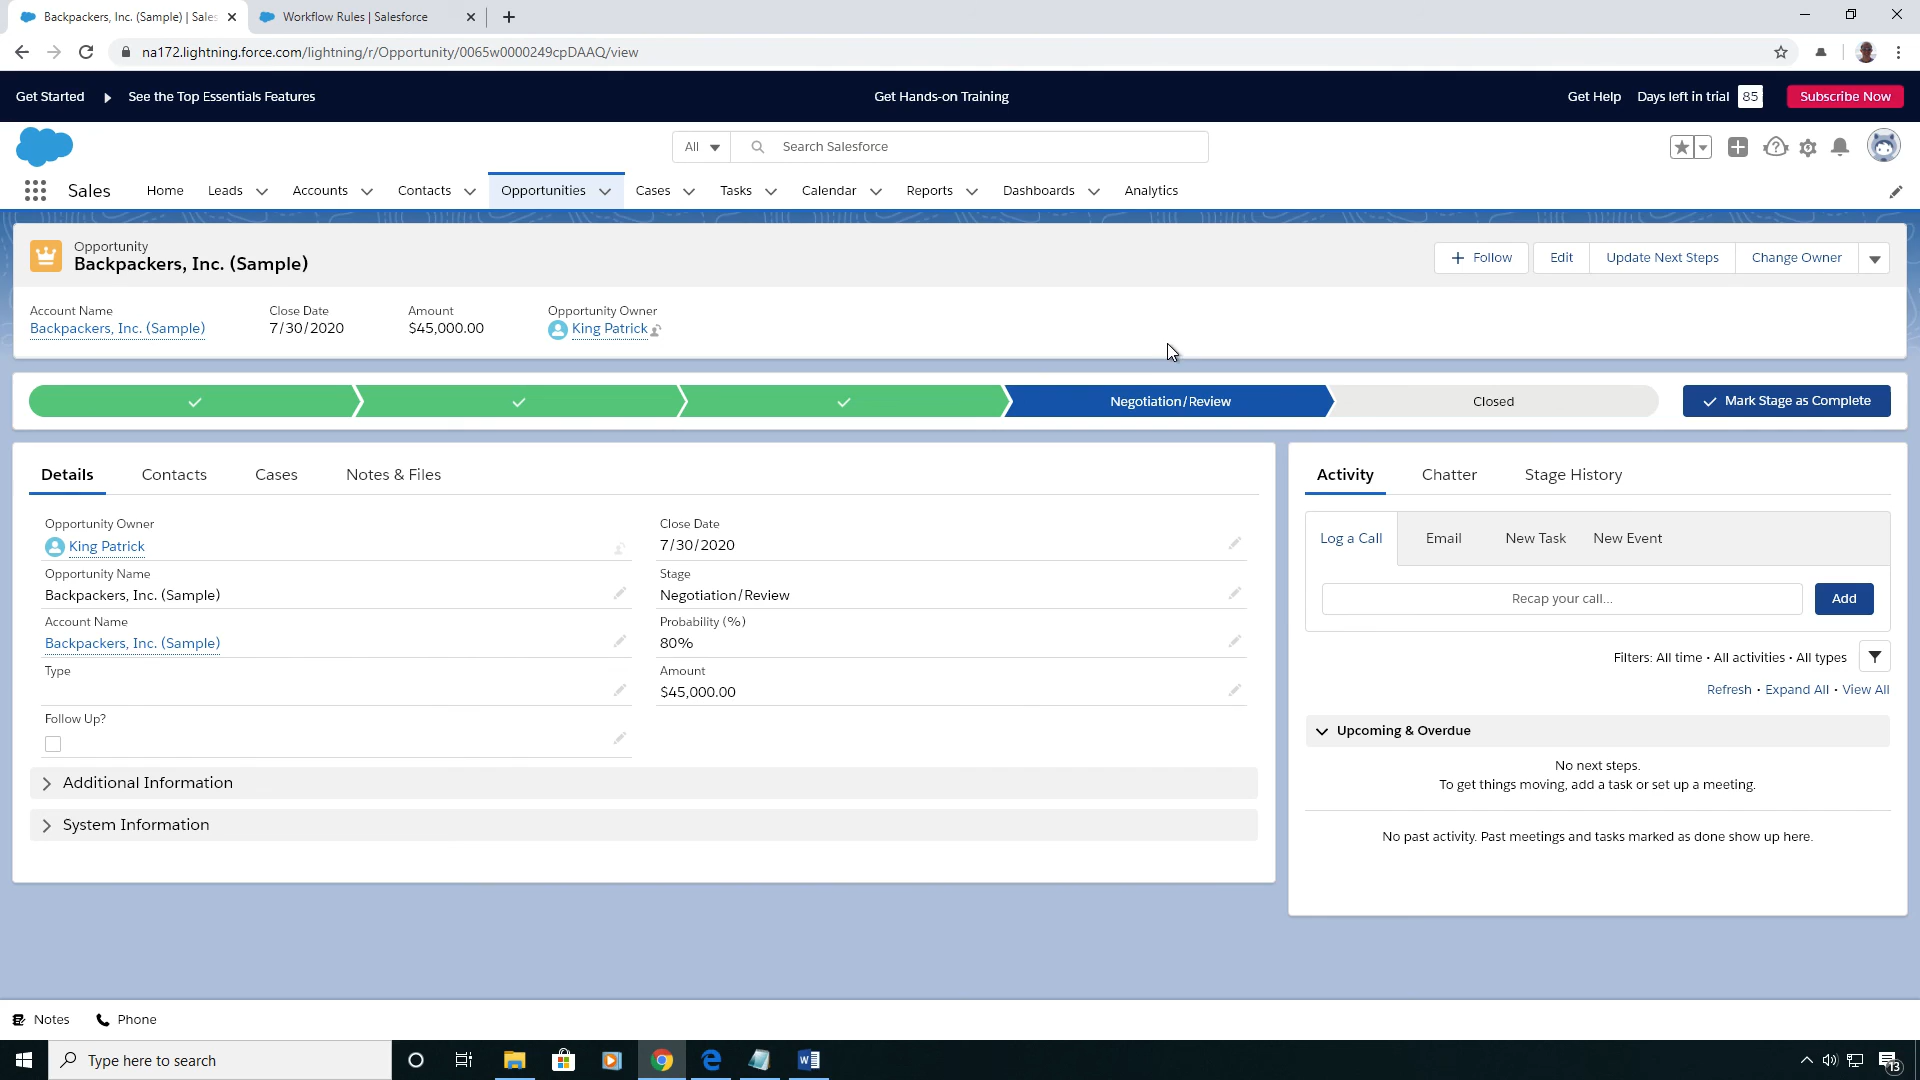 Backpackers, Inc. (Sample) | Sales
Workflow Rules | Salesforce
na172.lightning.force.com/lightning/r/Opportunity/0065w0000249cpDAAQ/view
Get Started
See the Top Essentials Features
Get Hands-on Training
Get Help
Days left in trial 85
Subscribe Now
All
Search Salesforce
Sales
Home
Leads
Accounts
Contacts
Opportunities
Cases
Tasks
Calendar
Reports
Dashboards
Analytics
Opportunity
Backpackers, Inc. (Sample)
Follow
Edit
Update Next Steps
Change Owner
Account Name
Close Date
Amount
Opportunity Owner
Backpackers, Inc. (Sample)
7/30/2020
$45,000.00
King Patrick
Negotiation/Review
Closed
Mark Stage as Complete
Details
Contacts
Cases
Notes & Files
Opportunity Owner
King Patrick
Close Date
7/30/2020
Opportunity Name
Backpackers, Inc. (Sample)
Stage
Negotiation/Review
Account Name
Backpackers, Inc. (Sample)
Probability (%)
80%
Type
Amount
$45,000.00
Follow Up?
Additional Information
System Information
Activity
Chatter
Stage History
Log a Call
Email
New Task
New Event
Recap your call...
Add
Filters: All time • All activities • All types
Refresh • Expand All • View All
Upcoming & Overdue
No next steps.
To get things moving, add a task or set up a meeting.
No past activity. Past meetings and tasks marked as done show up here.
Notes
Phone
Type here to search
13